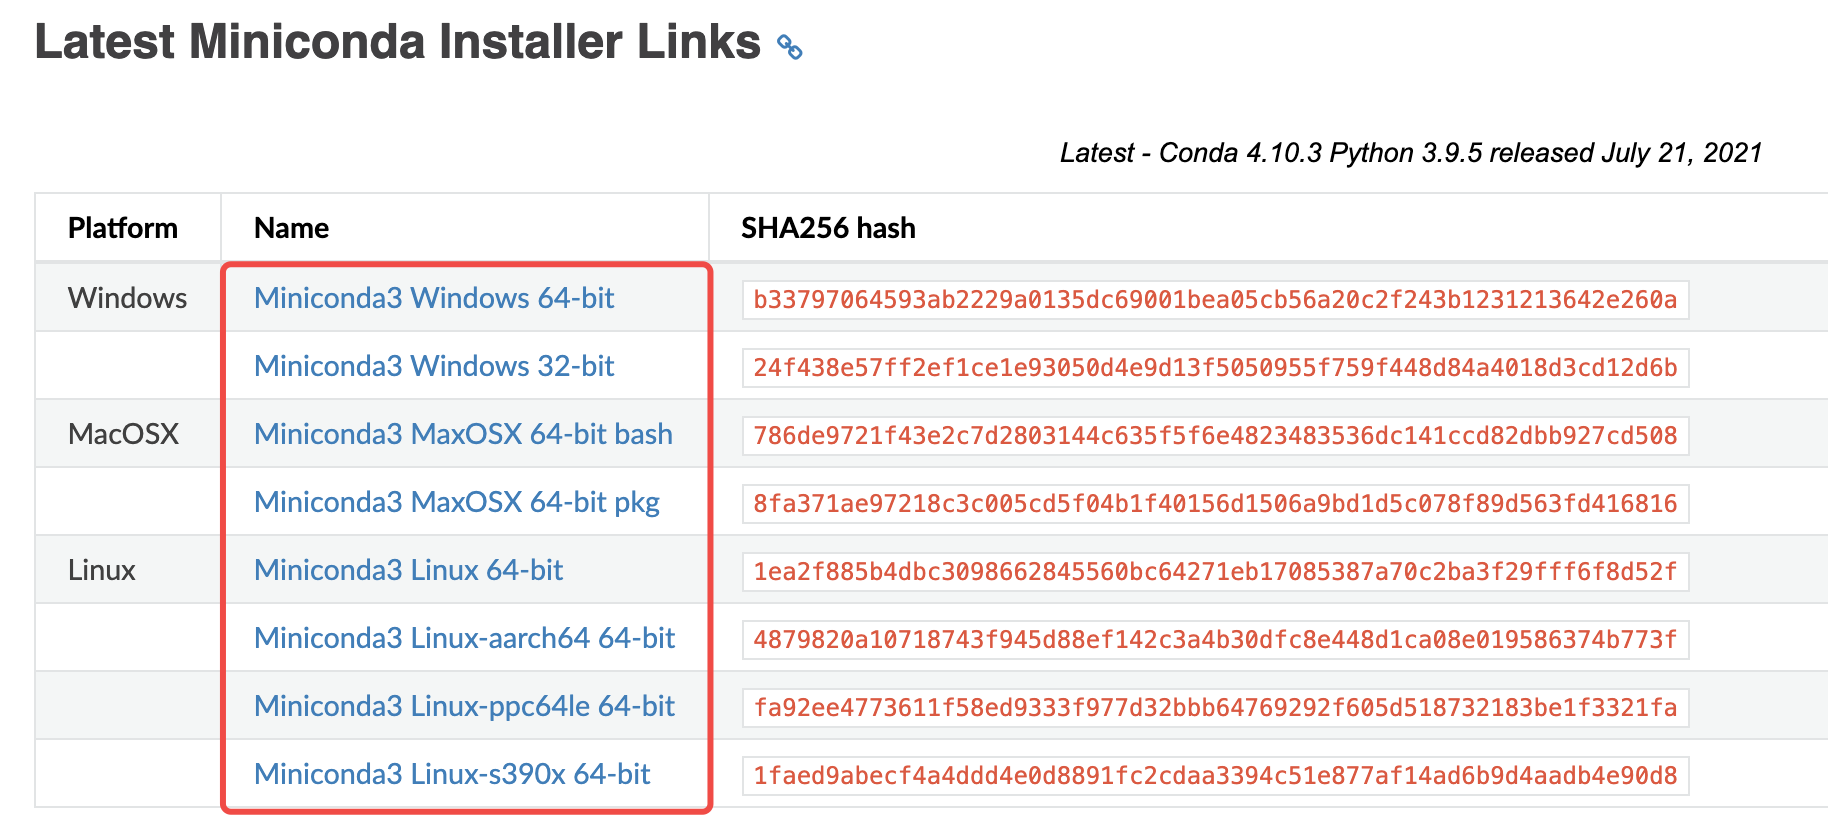 Latest Miniconda Installer Links
Latest - Conda 4.10.3 Python 3.9.5 released July 21, 2021
Platform Name SHA256 hash
Windows Miniconda3 Windows 64-bit b33797064593ab2229a0135dc69001bea05cb56a20c2f243b1231213642e260a
Miniconda3 Windows 32-bit 24f438e57ff2ef1ce1e93050d4e9d13f5050955f759f448d84a4018d3cd12d6b
MacOSX Miniconda3 MaxOSX 64-bit bash 786de9721f43e2c7d2803144c635f5f6e4823483536dc141ccd82dbb927cd508
Miniconda3 MaxOSX 64-bit pkg 8fa371ae97218c3c005cd5f04b1f40156d1506a9bd1d5c078f89d563fd416816
Linux Miniconda3 Linux 64-bit 1ea2f885b4dbc3098662845560bc64271eb17085387a70c2ba3f29fff6f8d52f
Miniconda3 Linux-aarch64 64-bit 4879820a10718743f945d88ef142c3a4b30dfc8e448d1ca08e019586374b773f
Miniconda3 Linux-ppc64le 64-bit fa92ee4773611f58ed9333f977d32bbb64769292f605d518732183be1f3321fa
Miniconda3 Linux-s390x 64-bit 1faed9abecf4a4ddd4e0d8891fc2cdaa3394c51e877af14ad6b9d4aadb4e90d8